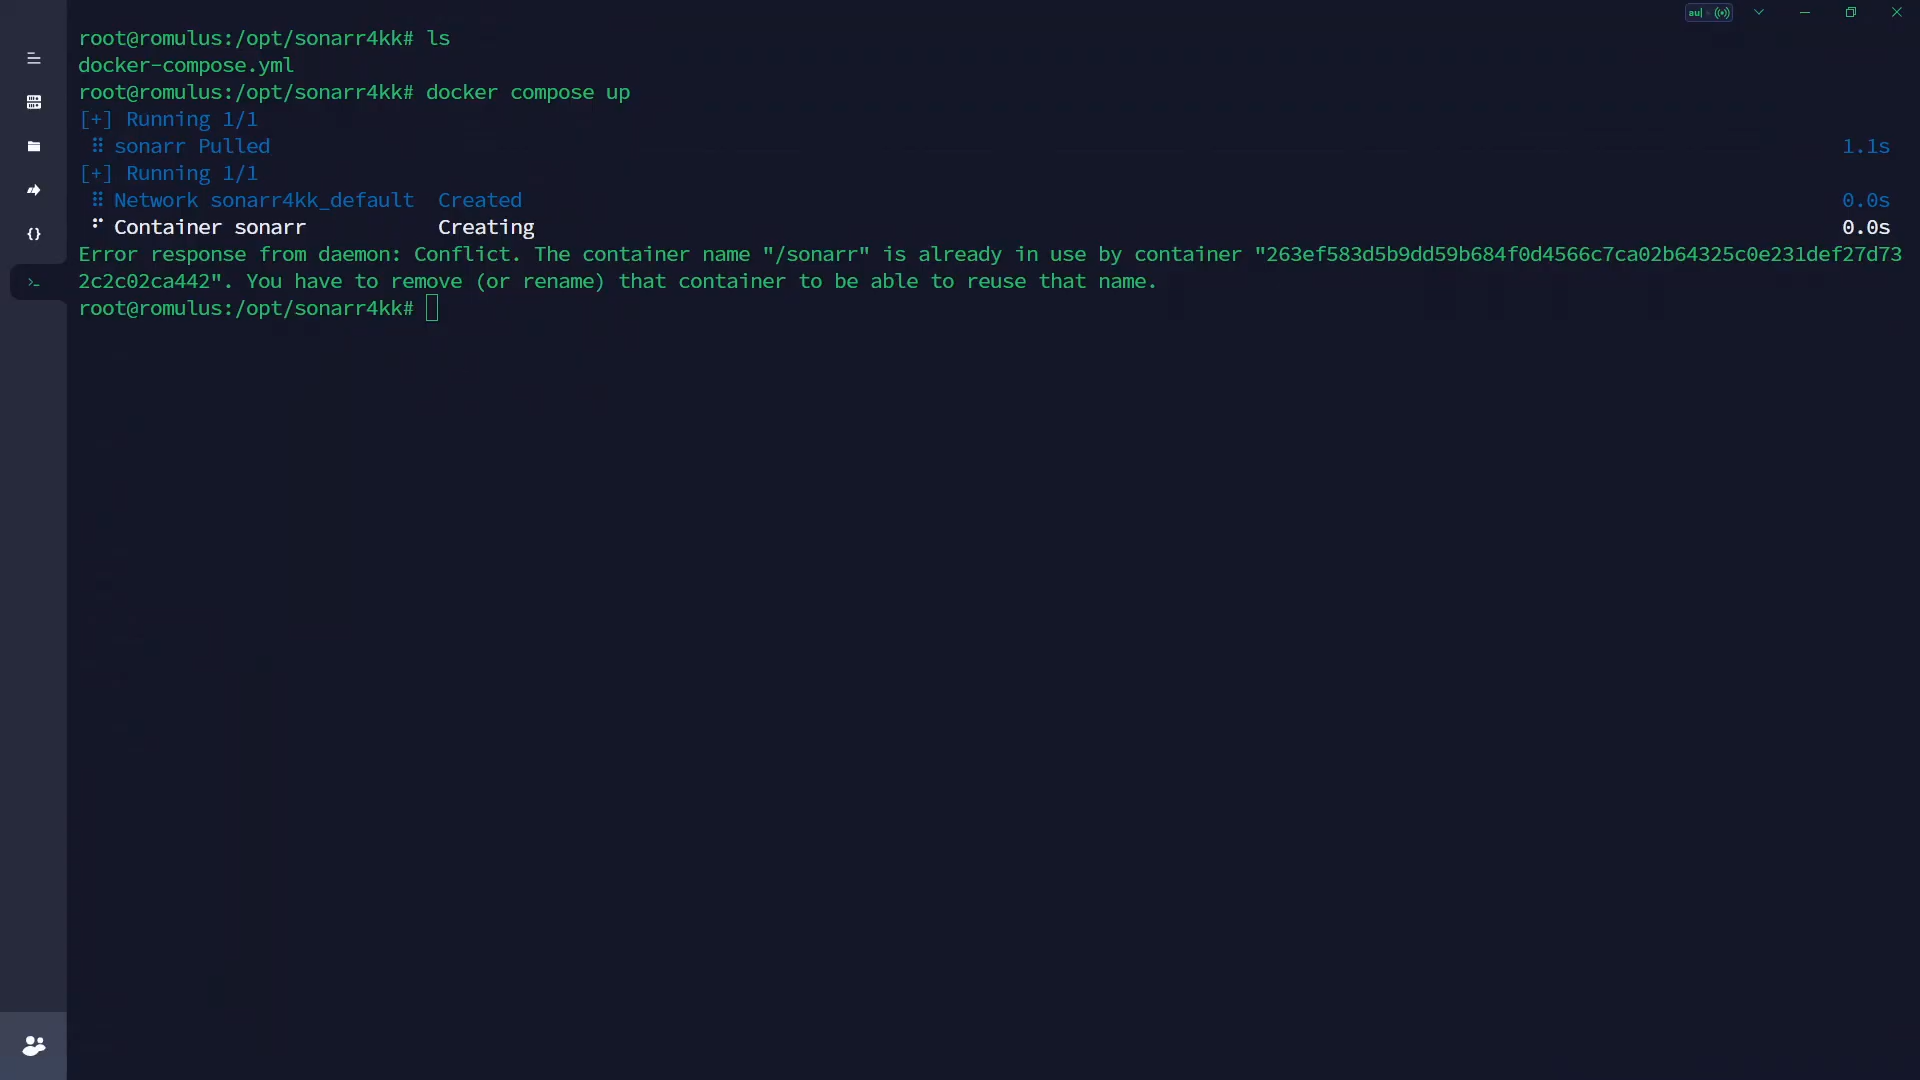 au|
root@romulus:/opt/sonarr4kk# ls
docker-compose.yml
root@romulus:/opt/sonarr4kk# docker compose up
[+] Running 1/1
⠿ sonarr Pulled 1.1s
[+] Running 1/1
⠿ Network sonarr4kk_default Created 0.0s
⠋ Container sonarr Creating 0.0s
Error response from daemon: Conflict. The container name "/sonarr" is already in use by container "263ef583d5b9dd59b684f0d4566c7ca02b64325c0e231def27d73
2c2c02ca442". You have to remove (or rename) that container to be able to reuse that name.
root@romulus:/opt/sonarr4kk#